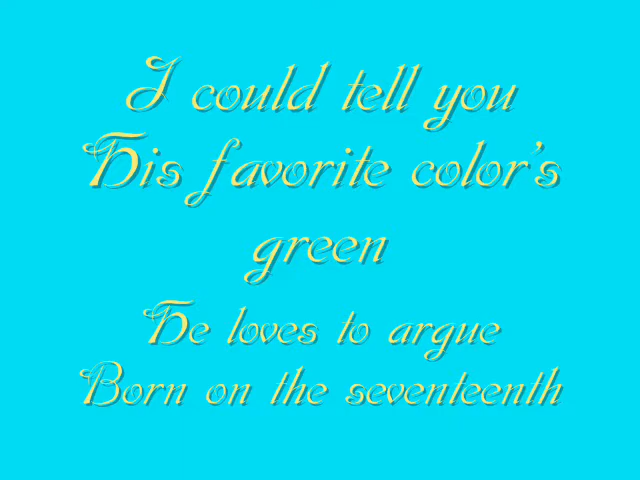 I could tell you
His favorite color's
green
He loves to argue
Born on the seventeenth